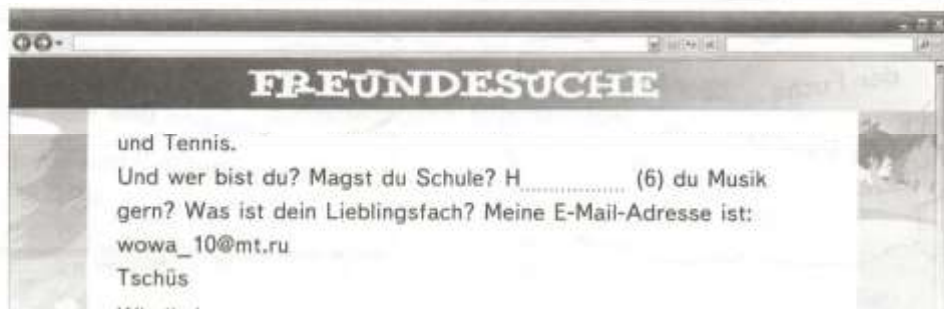 FREUNDESUCHE
und Tennis.
Und wer bist du? Magst du Schule? H............... (6) du Musik
gern? Was ist dein Lieblingsfach? Meine E-Mail-Adresse ist:
wowa_10@mt.ru
Tschüs